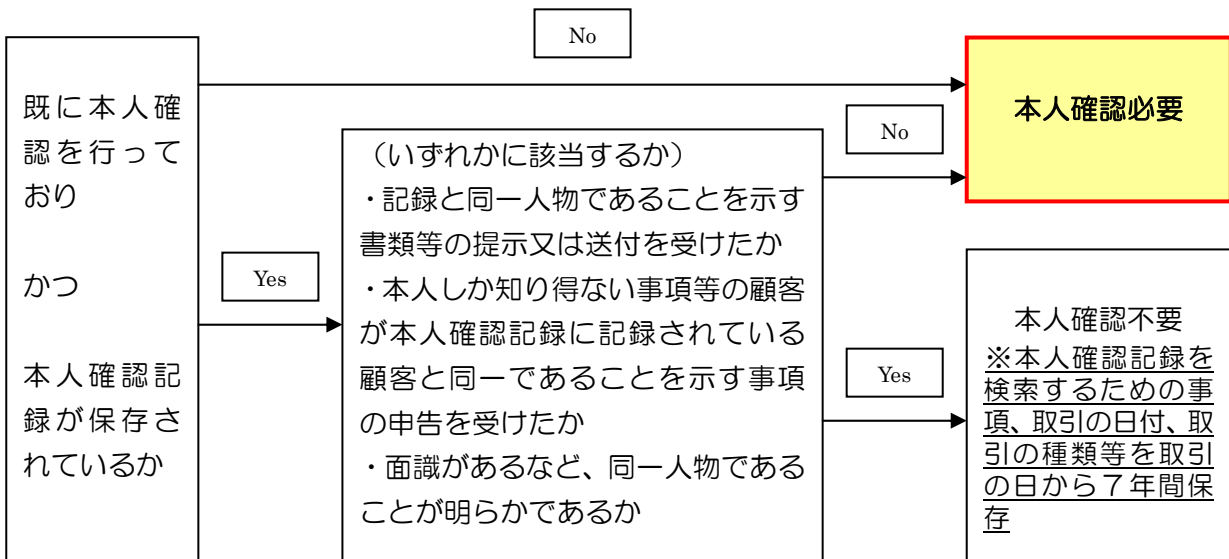 No
既に本人確
認を行って
おり
かつ
本人確認記
録が保存さ
れているか
Yes
（いずれかに該当するか）
・記録と同一人物であることを示す
書類等の提示又は送付を受けたか
・本人しか知り得ない事項等の顧客
が本人確認記録に記録されている
顧客と同一であることを示す事項
の申告を受けたか
・面識があるなど、同一人物である
ことが明らかであるか
No
本人確認必要
Yes
本人確認不要
※本人確認記録を
検索するための事
項、取引の日付、取
引の種類等を取引
の日から７年間保
存